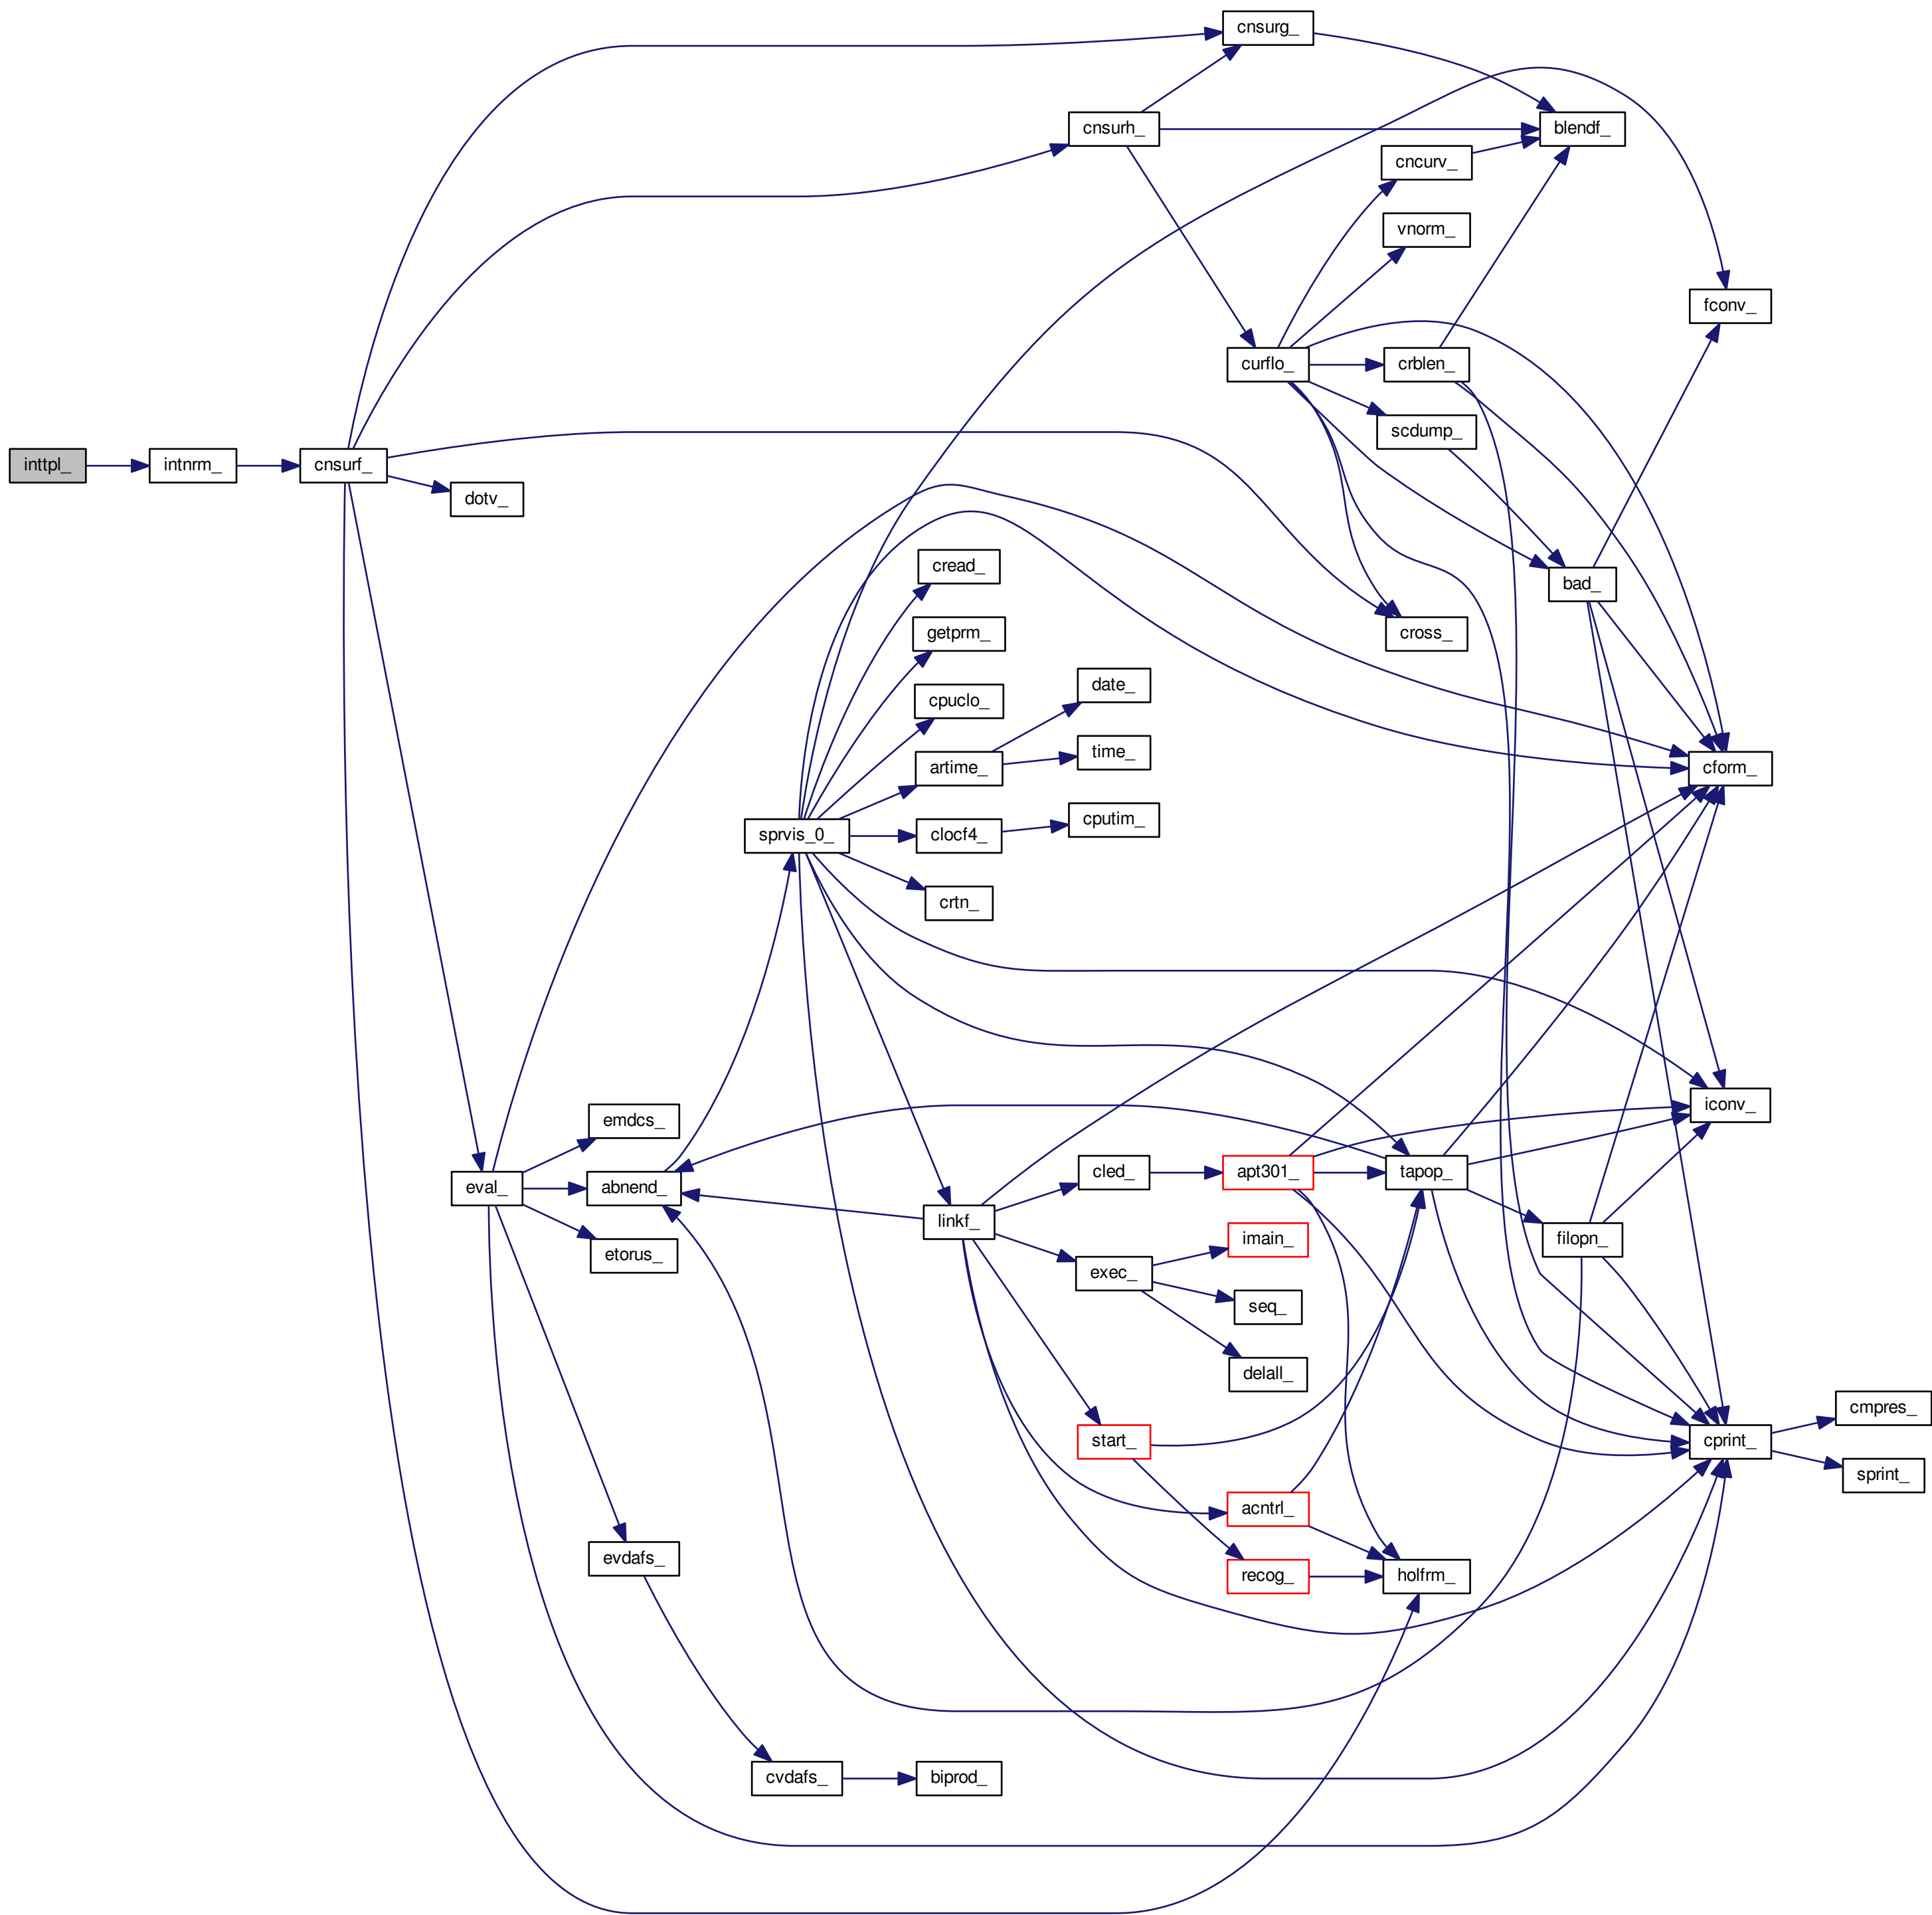 cnsurg_
cnsurh_
blendf_
cncurv_
vnorm_
fconv_
curflo_
crblen_
scdump_
inttpl_
intnrm_
cnsurf_
dotv_
cread_
bad_
getprm_
cross_
date_
cpuclo_
time_
artime_
cform_
sprvis_0_
clocf4_
cputim_
crtn_
iconv_
emdcs_
eval_
abnend_
cled_
apt301_
tapop_
linkf_
etorus_
imain_
filopn_
exec_
seq_
delall_
cmpres_
start_
cprint_
sprint_
acntrl_
evdafs_
recog_
holfrm_
cvdafs_
biprod_